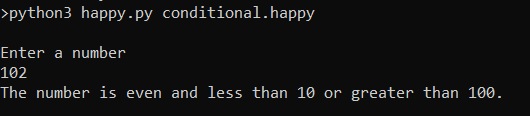 >python3 happy.py conditional.happy
Enter a number
102
The number is even and less than 10 or greater than 100.